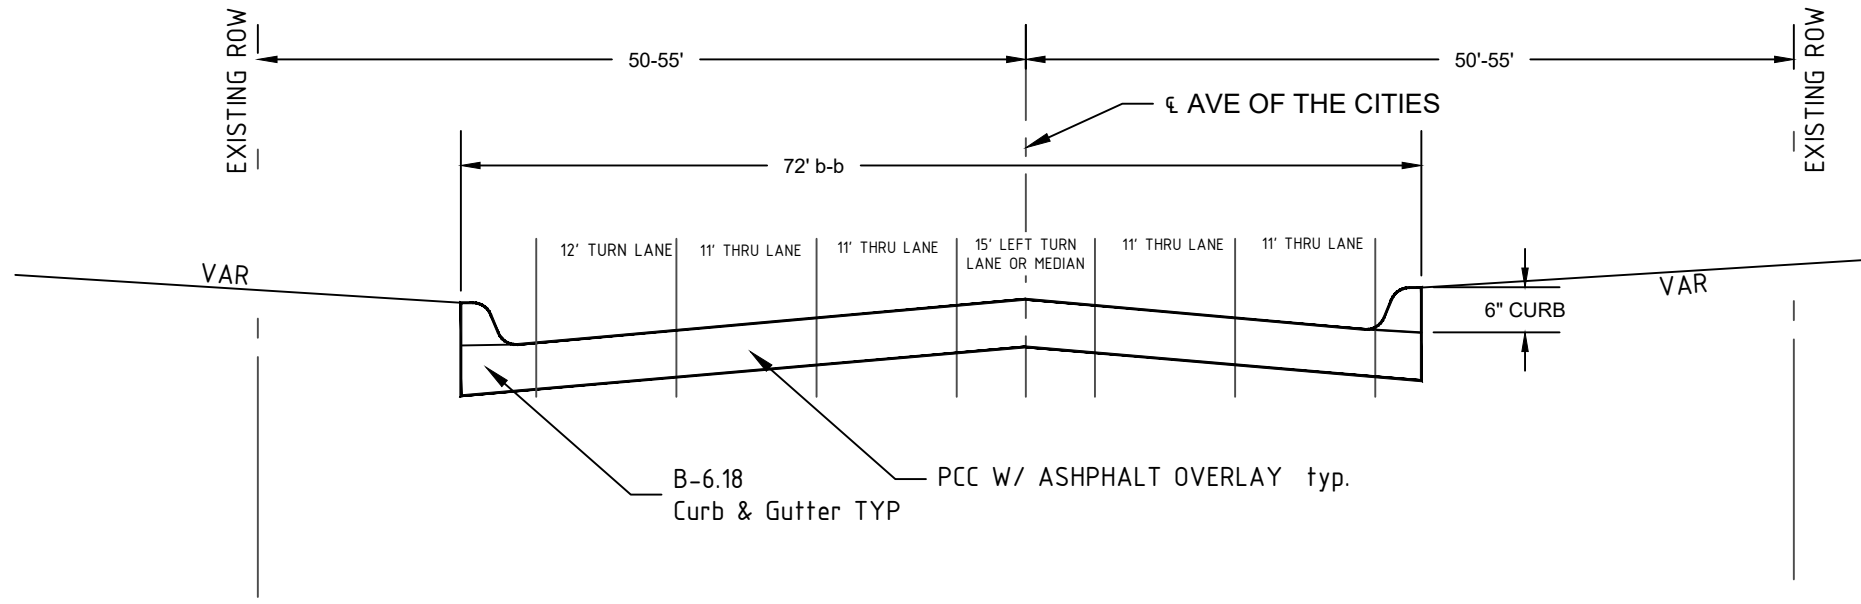 EXISTING ROW
50-55'
50'-55'
EXISTING ROW
℄ AVE OF THE CITIES
72' b-b
12' TURN LANE
11' THRU LANE
11' THRU LANE
15' LEFT TURN
LANE OR MEDIAN
11' THRU LANE
11' THRU LANE
VAR
VAR
6" CURB
B-6.18
Curb & Gutter TYP
PCC W/ ASHPHALT OVERLAY typ.